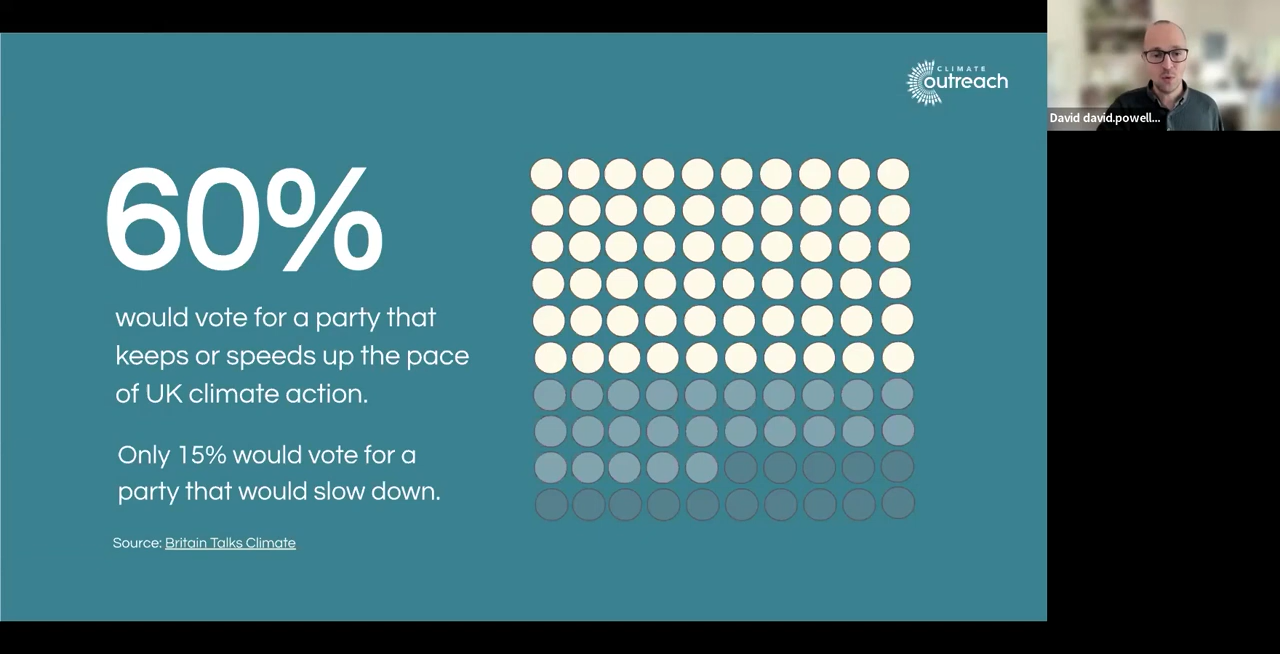 CLIMATE
outreach
David david.powell...
60%
would vote for a party that
keeps or speeds up the pace
of UK climate action.
Only 15% would vote for a
party that would slow down.
Source: Britain Talks Climate